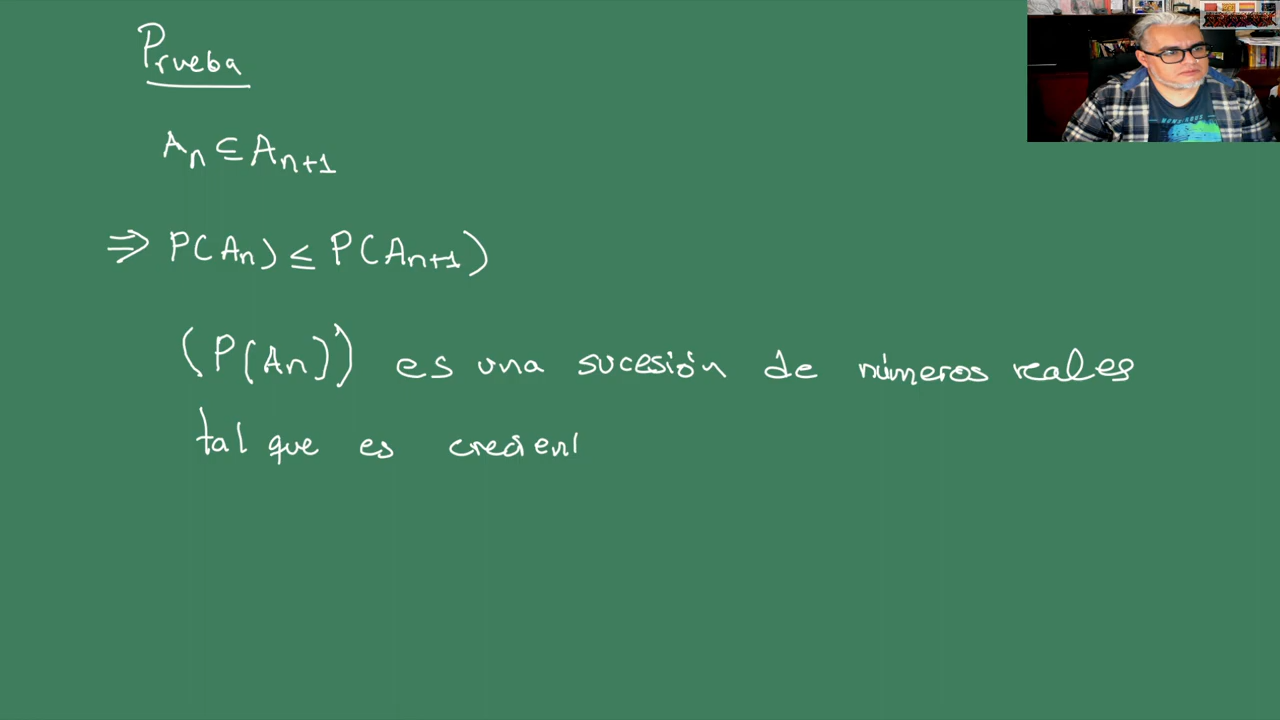 Prueba
An ⊆ An+1
⇒ P(An) ≤ P(An+1)
(P(An)) es una sucesión de números reales
tal que es